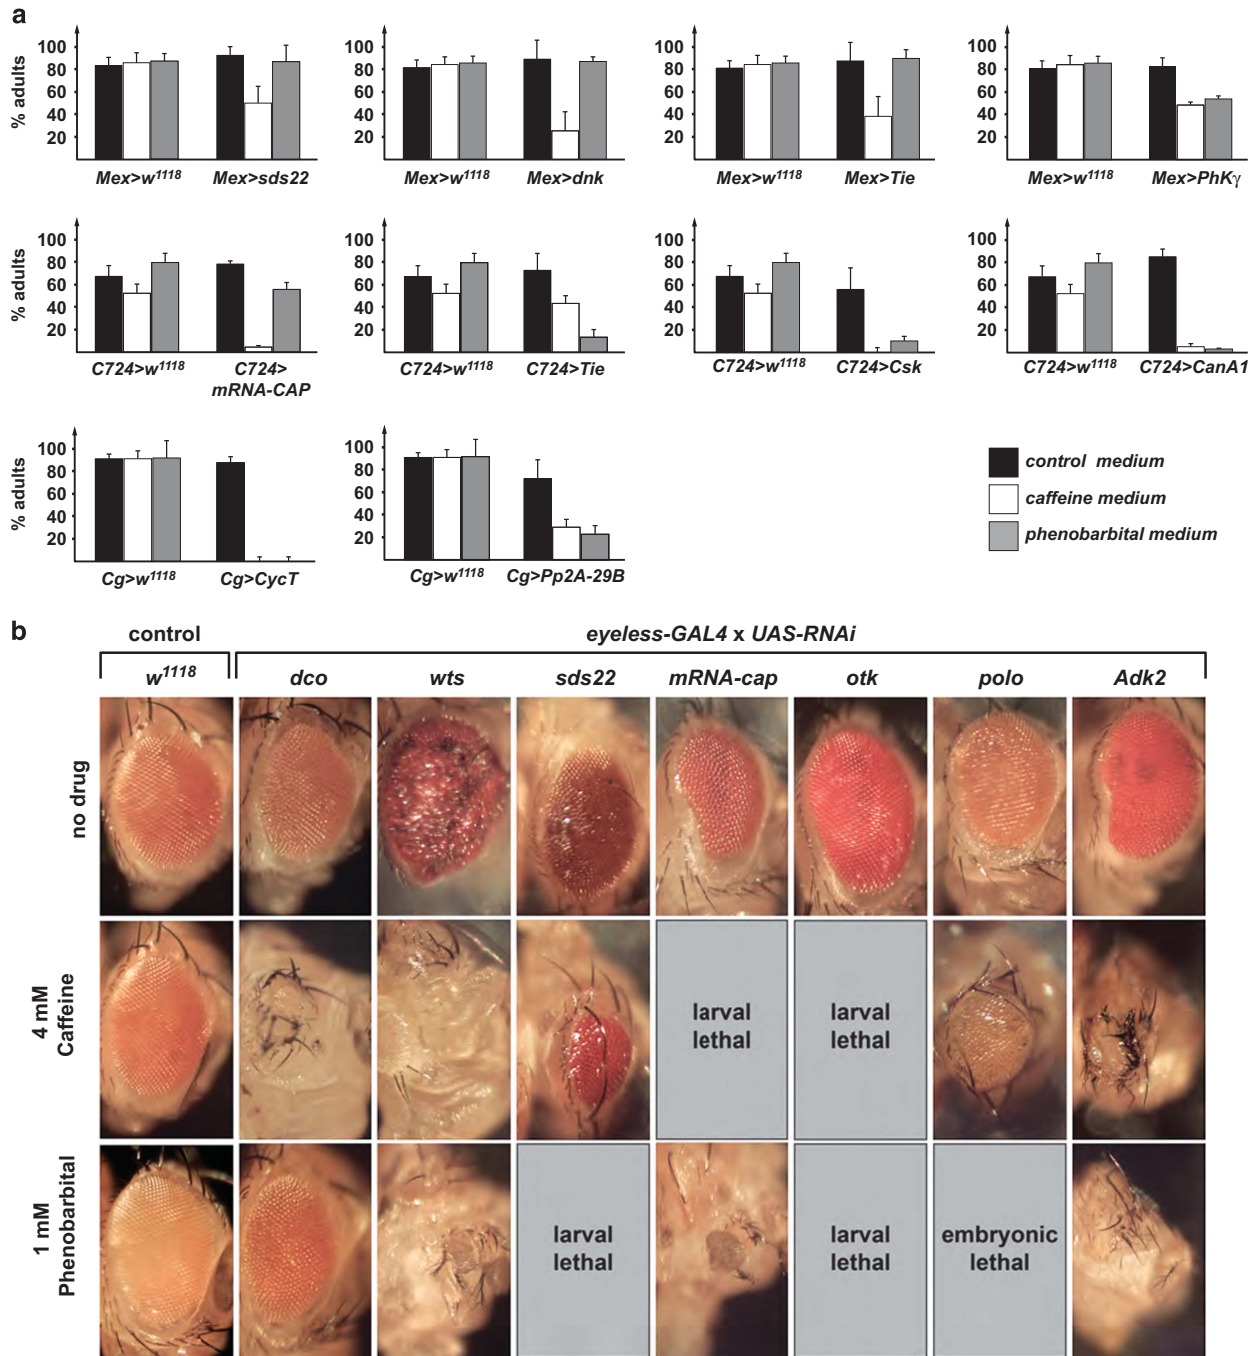 a
% adults
100
80
60
40
20
Mex>w1118 Mex>sds22
100
80
60
40
20
Mex>w1118 Mex>dnk
100
80
60
40
20
Mex>w1118 Mex>Tie
100
80
60
40
20
Mex>w1118 Mex>PhKγ
% adults
100
80
60
40
20
C724>w1118 C724>
mRNA-CAP
100
80
60
40
20
C724>w1118 C724>Tie
100
80
60
40
20
C724>w1118 C724>Csk
100
80
60
40
20
C724>w1118 C724>CanA1
% adults
100
80
60
40
20
Cg>w1118 Cg>CycT
100
80
60
40
20
Cg>w1118 Cg>Pp2A-29B
control medium
caffeine medium
phenobarbital medium
b
control eyeless-GAL4 x UAS-RNAi
w1118 dco wts sds22 mRNA-cap otk polo Adk2
no drug
4 mM
Caffeine
larval
lethal
larval
lethal
1 mM
Phenobarbital
larval
lethal
larval
lethal
embryonic
lethal